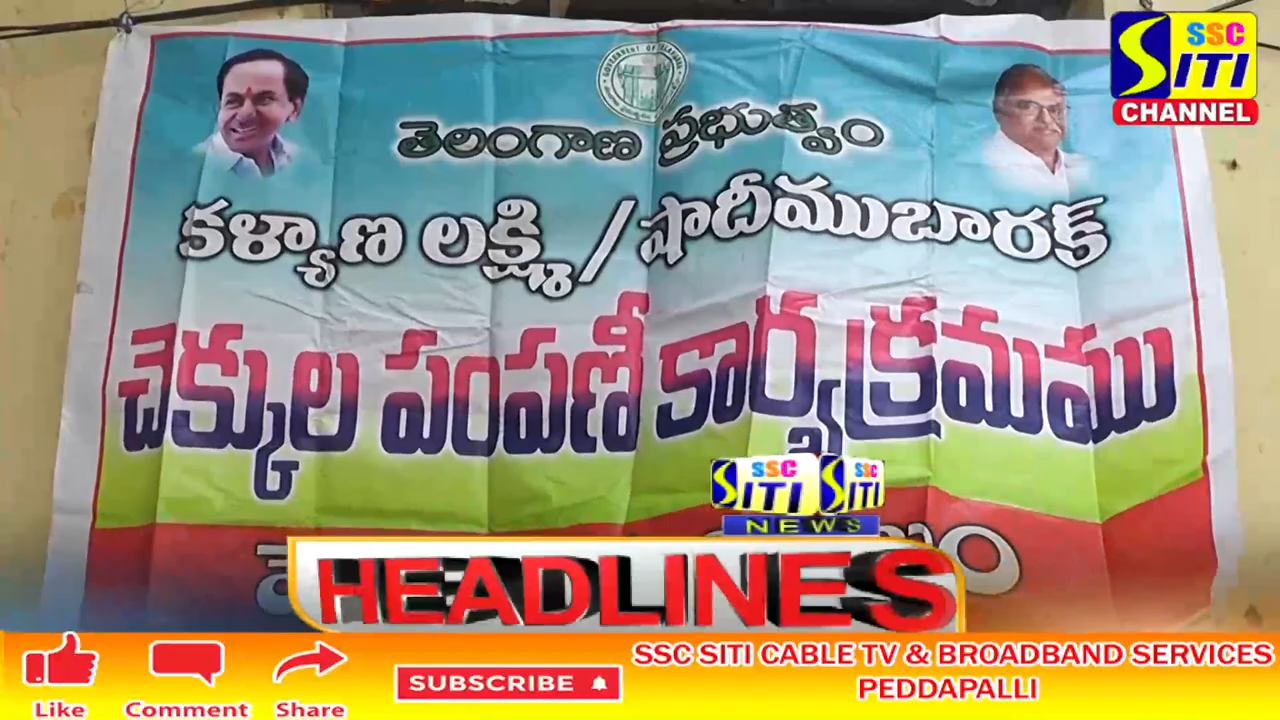 SSC
SITI
CHANNEL
తెలంగాణ ప్రభుత్వం
కళ్యాణ లక్ష్మి / షాదీముబారక్
చెక్కుల పంపణీ కార్యక్రమము
SSC SSC
SITI SITI
NEWS
HEADLINES
Like
Comment
Share
SUBSCRIBE
SSC SITI CABLE TV & BROADBAND SERVICES
PEDDAPALLI